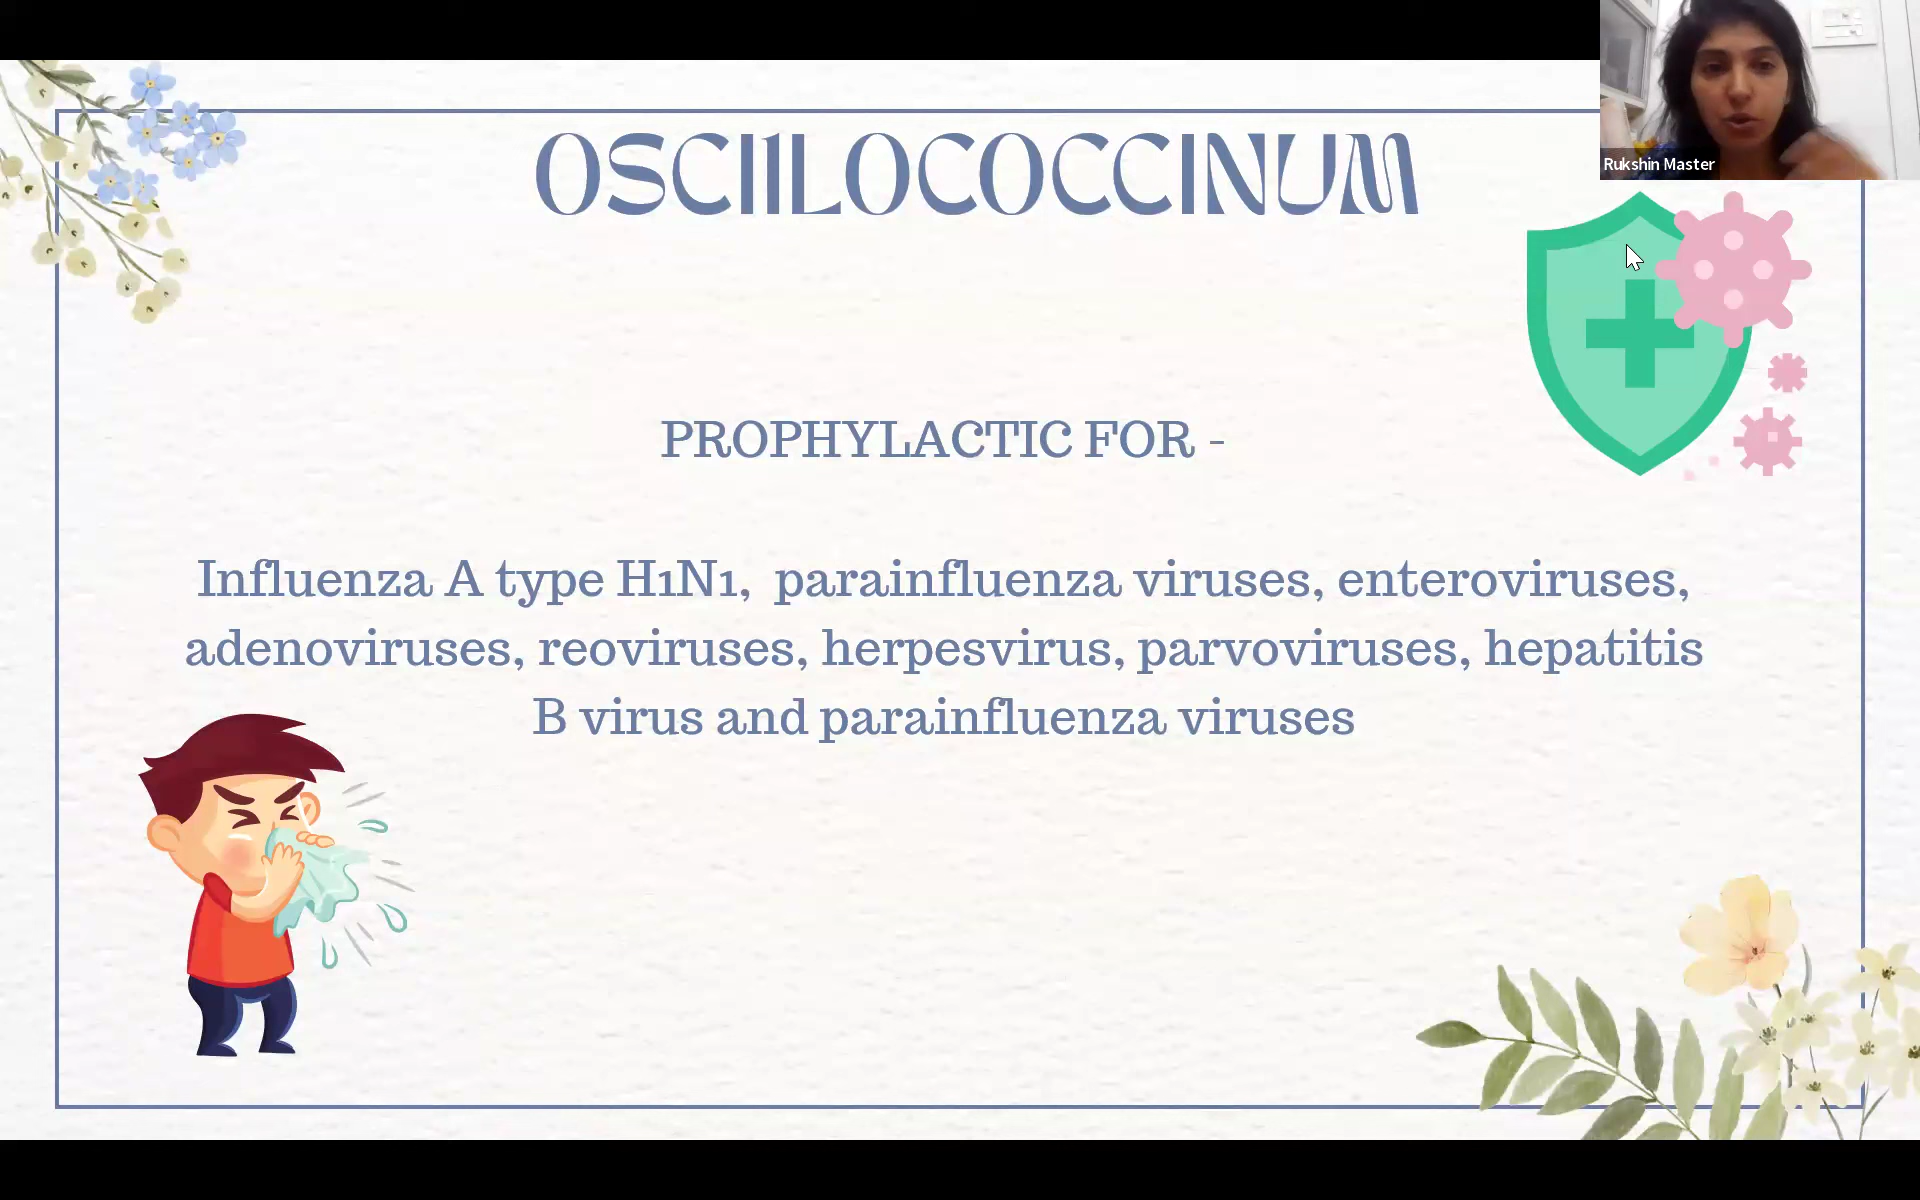 OSCIILOCOCCINUM
Rukshin Master
PROPHYLACTIC FOR -
Influenza A type H1N1, parainfluenza viruses, enteroviruses,
adenoviruses, reoviruses, herpesvirus, parvoviruses, hepatitis
B virus and parainfluenza viruses